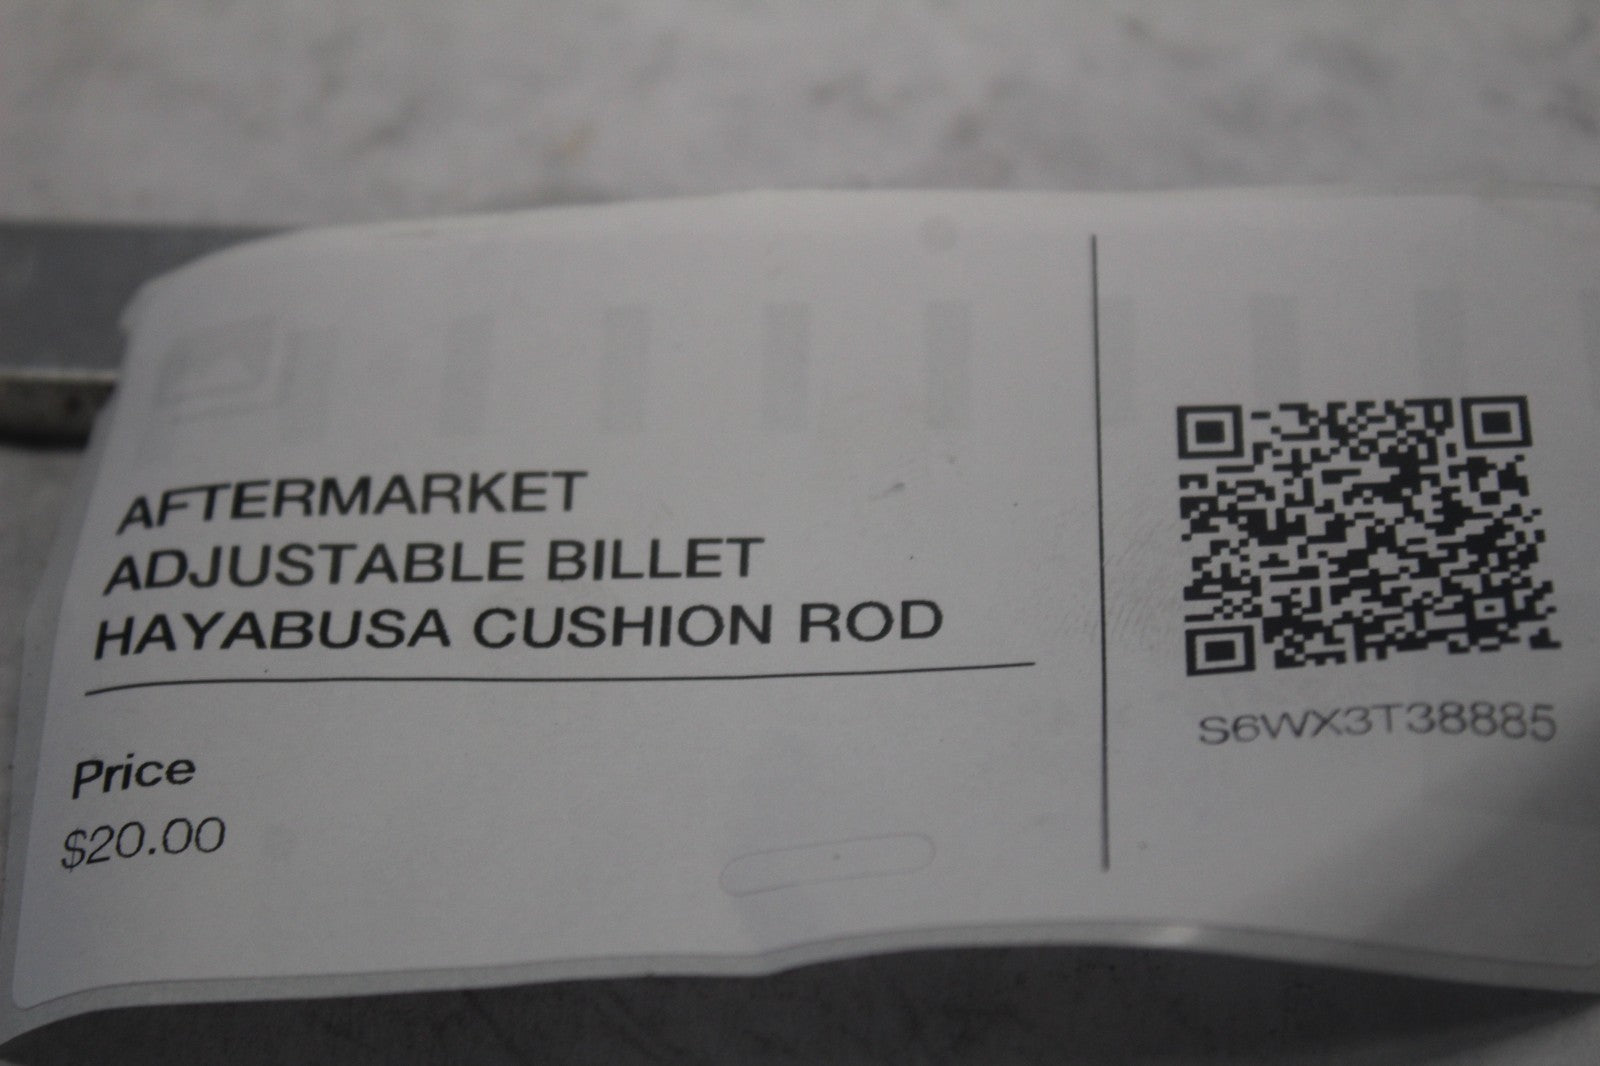 AFTERMARKET
ADJUSTABLE BILLET
HAYABUSA CUSHION ROD
Price
$20.00
S6WX3T38885